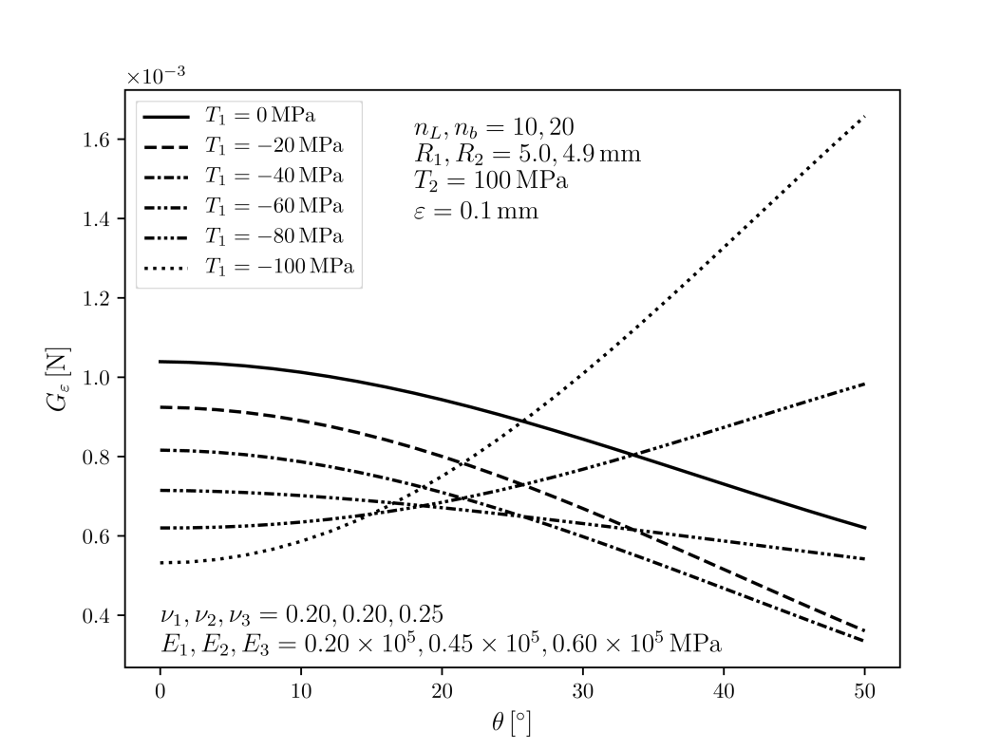 ×10⁻³
T₁ = 0 MPa
T₁ = −20 MPa
T₁ = −40 MPa
T₁ = −60 MPa
T₁ = −80 MPa
T₁ = −100 MPa
n_L, n_b = 10, 20
R₁, R₂ = 5.0, 4.9 mm
T₂ = 100 MPa
ε = 0.1 mm
1.6
1.4
1.2
1.0
0.8
0.6
0.4
G_ε [N]
ν₁, ν₂, ν₃ = 0.20, 0.20, 0.25
E₁, E₂, E₃ = 0.20 × 10⁵, 0.45 × 10⁵, 0.60 × 10⁵ MPa
0 10 20 30 40 50
θ [°]